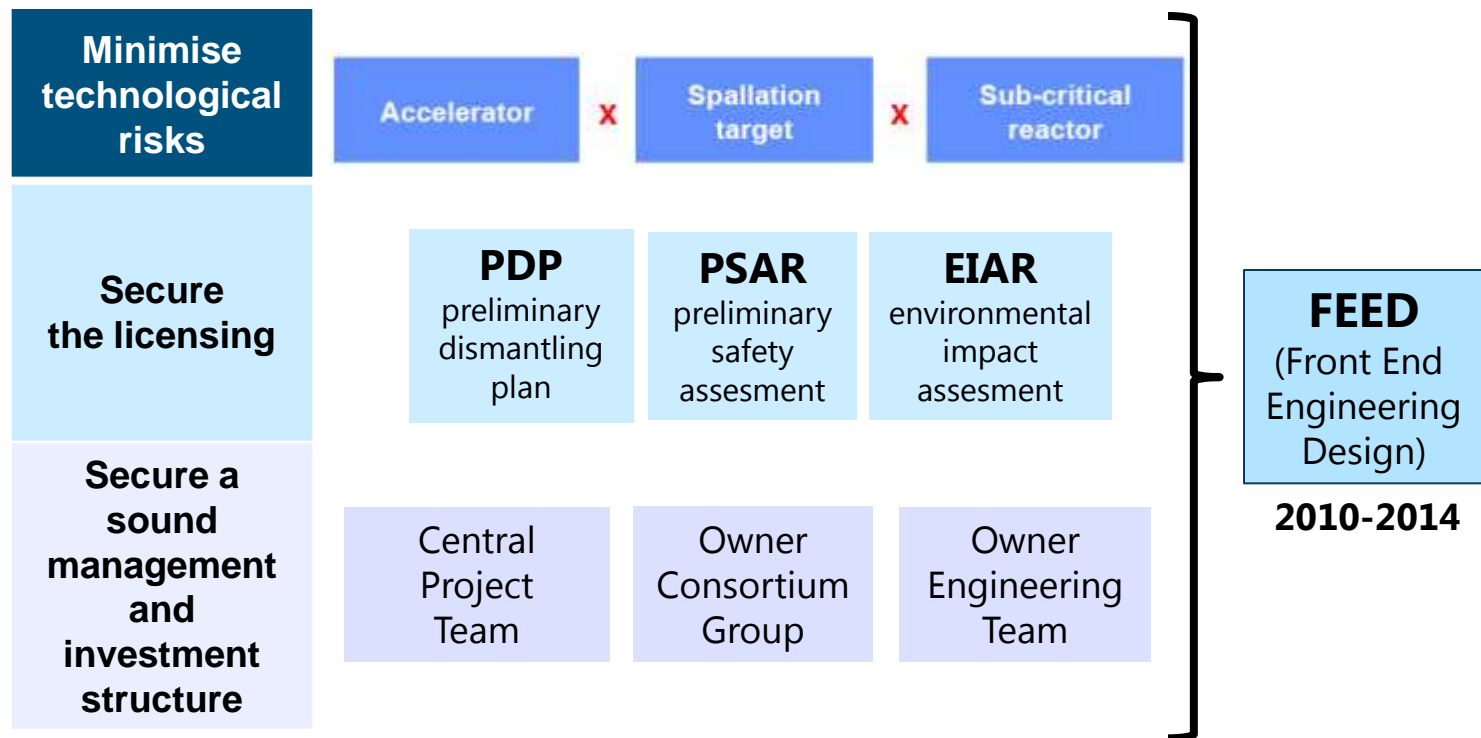 Minimise
technological
risks
Accelerator
x
Spallation
target
x
Sub-critical
reactor
Secure
the licensing
PDP
preliminary
dismantling
plan
PSAR
preliminary
safety
assesment
EIAR
environmental
impact
assesment
Secure a
sound
management
and
investment
structure
Central
Project
Team
Owner
Consortium
Group
Owner
Engineering
Team
FEED
(Front End
Engineering
Design)
2010-2014